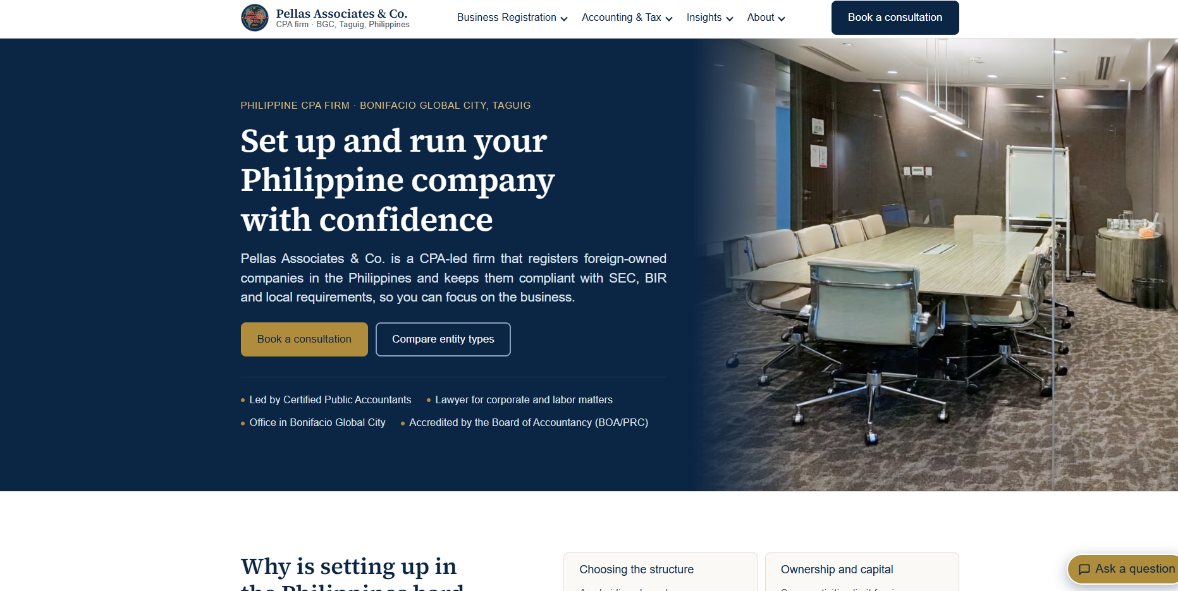 Pellas Associates & Co.
CPA firm · BGC, Taguig, Philippines
Business Registration
Accounting & Tax
Insights
About
Book a consultation
PHILIPPINE CPA FIRM · BONIFACIO GLOBAL CITY, TAGUIG
Set up and run your
Philippine company
with confidence
Pellas Associates & Co. is a CPA-led firm that registers foreign-owned
companies in the Philippines and keeps them compliant with SEC, BIR
and local requirements, so you can focus on the business.
Book a consultation
Compare entity types
Led by Certified Public Accountants
Lawyer for corporate and labor matters
Office in Bonifacio Global City
Accredited by the Board of Accountancy (BOA/PRC)
Why is setting up in
the Philippines hard
Choosing the structure
Ownership and capital
Ask a question